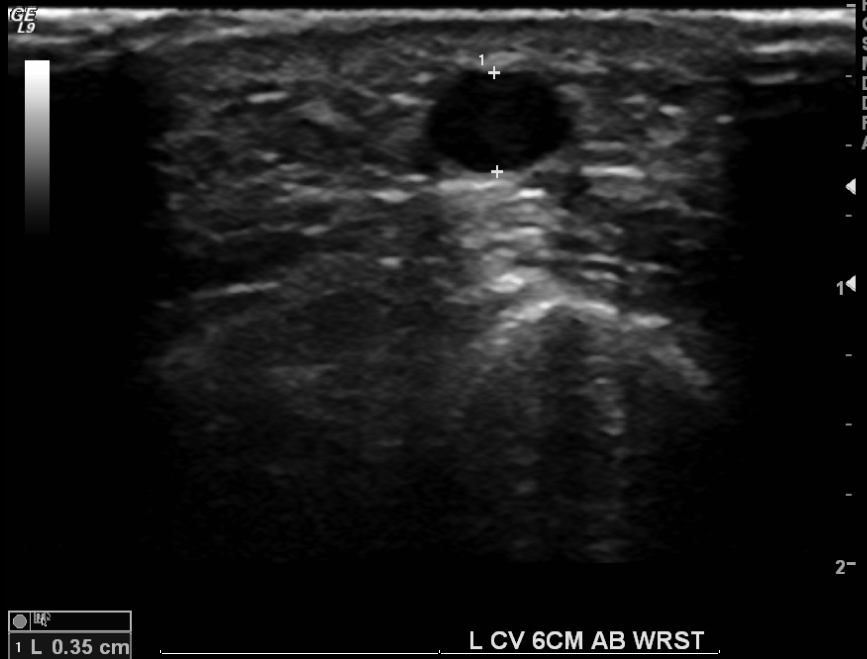 GE
L9
1
1
2
1 L 0.35 cm
L CV 6CM AB WRST